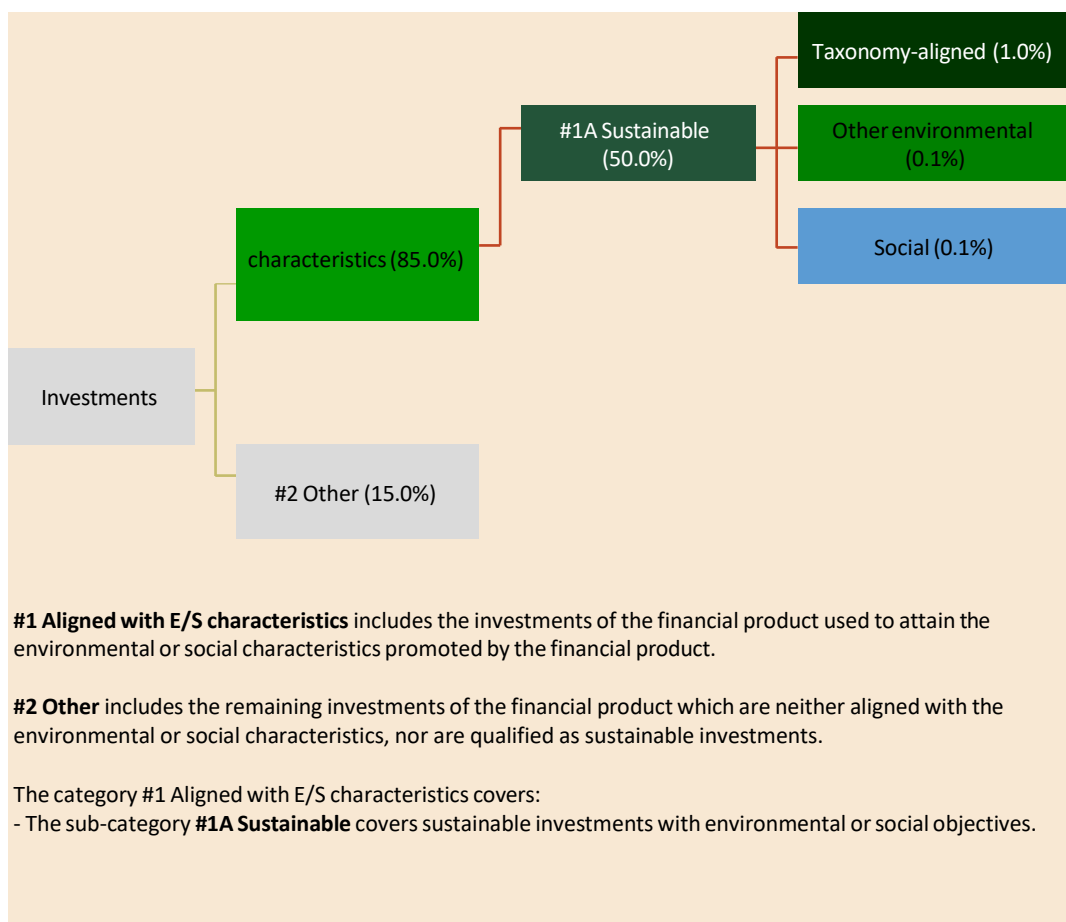 Taxonomy-aligned (1.0%)
#1A Sustainable
(50.0%)
Other environmental
(0.1%)
characteristics (85.0%)
Social (0.1%)
Investments
#2 Other (15.0%)
#1 Aligned with E/S characteristics includes the investments of the financial product used to attain the
environmental or social characteristics promoted by the financial product.
#2 Other includes the remaining investments of the financial product which are neither aligned with the
environmental or social characteristics, nor are qualified as sustainable investments.
The category #1 Aligned with E/S characteristics covers:
- The sub-category #1A Sustainable covers sustainable investments with environmental or social objectives.